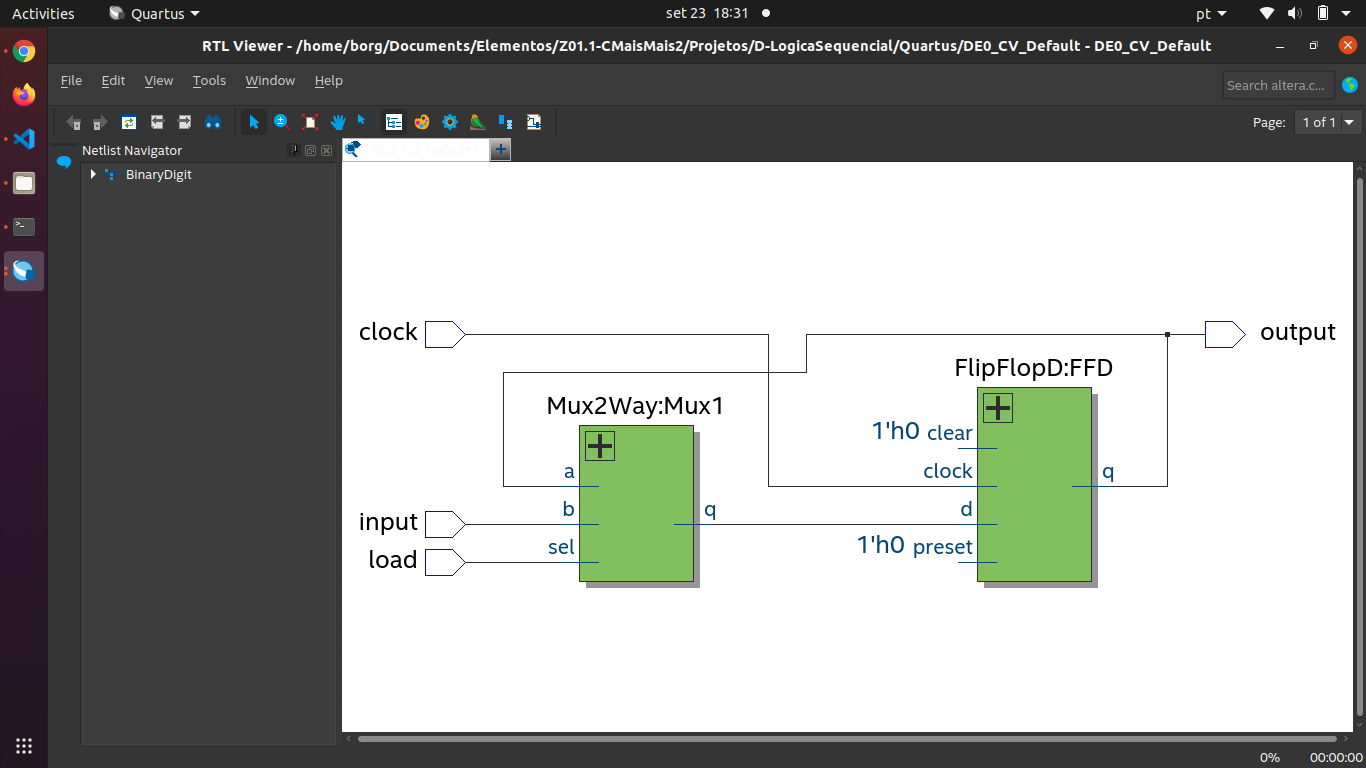 Activities Quartus set 23 18:31 pt
RTL Viewer - /home/borg/Documents/Elementos/Z01.1-CMaisMais2/Projetos/D-LogicaSequencial/Quartus/DE0_CV_Default - DE0_CV_Default
File Edit View Tools Window Help
Search altera.c...
Page: 1 of 1
Netlist Navigator
DE0_CV_Default:1
BinaryDigit
clock
output
FlipFlopD:FFD
Mux2Way:Mux1
1'h0 clear
a
clock
q
input
b
q
d
load
sel
1'h0 preset
0% 00:00:00